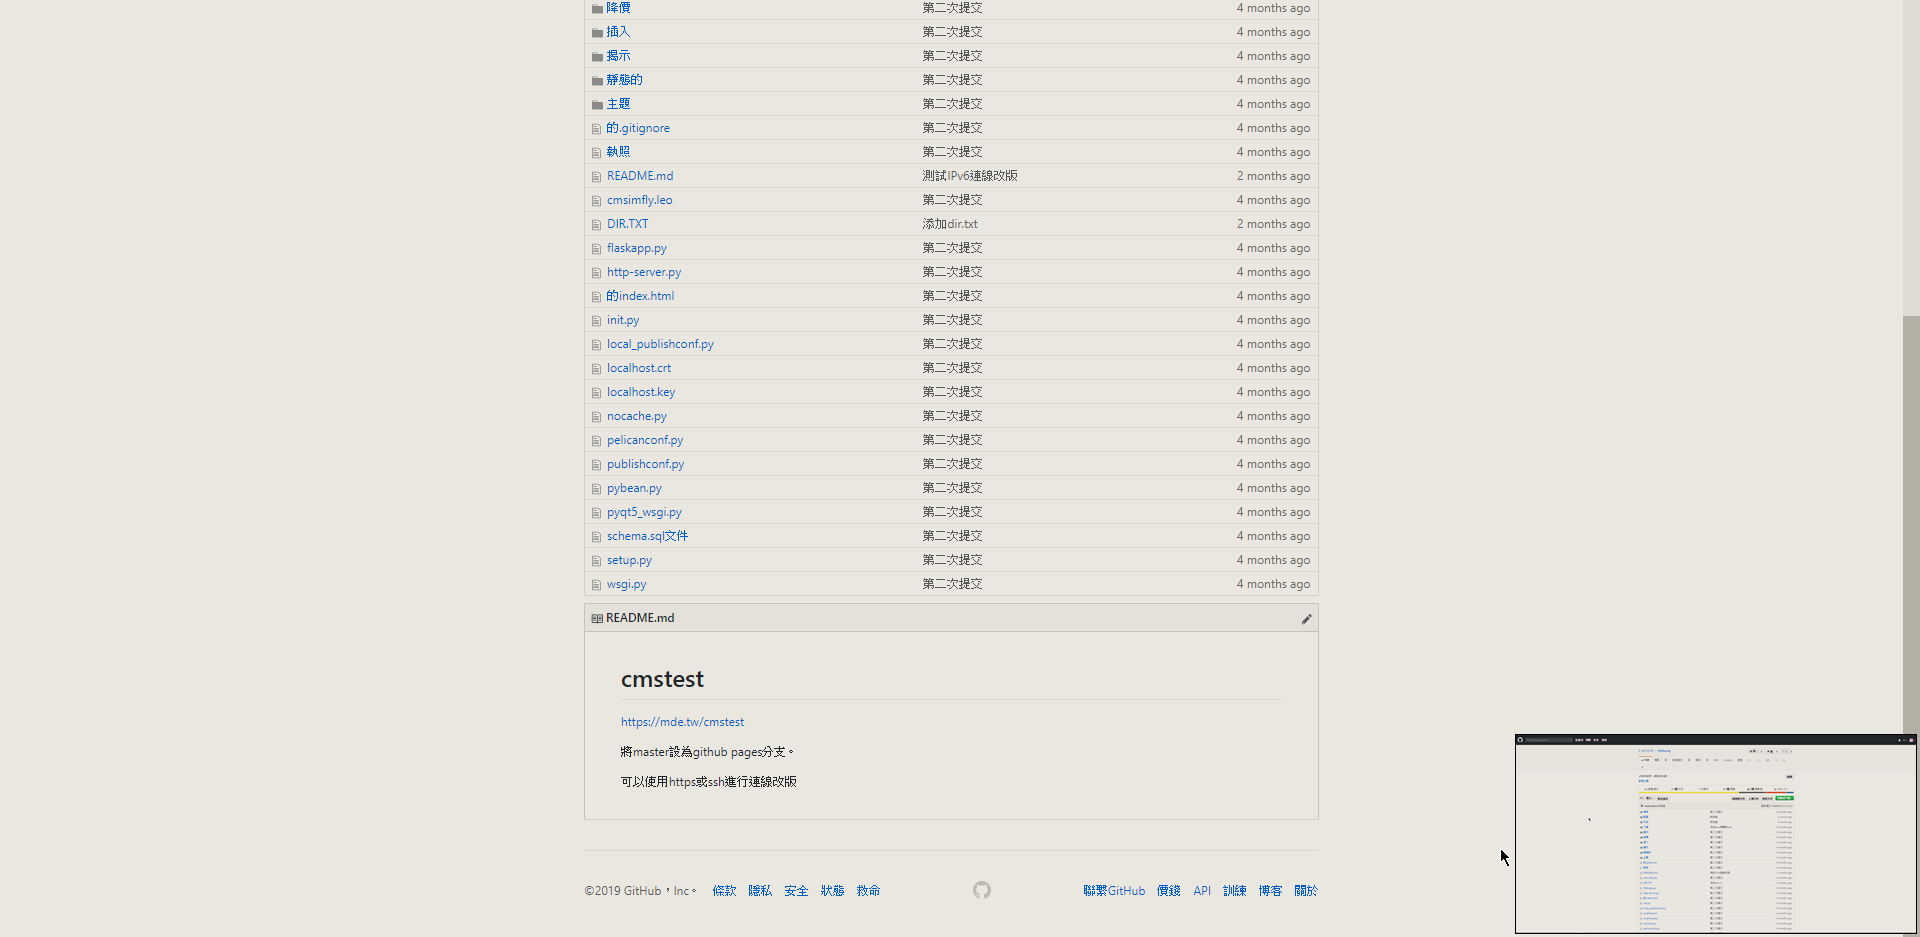 降價 第二次提交 4 months ago
插入 第二次提交 4 months ago
揭示 第二次提交 4 months ago
靜態的 第二次提交 4 months ago
主題 第二次提交 4 months ago
的.gitignore 第二次提交 4 months ago
執照 第二次提交 4 months ago
README.md 測試IPv6連線改版 2 months ago
cmsimfly.leo 第二次提交 4 months ago
DIR.TXT 添加dir.txt 2 months ago
flaskapp.py 第二次提交 4 months ago
http-server.py 第二次提交 4 months ago
的index.html 第二次提交 4 months ago
init.py 第二次提交 4 months ago
local_publishconf.py 第二次提交 4 months ago
localhost.crt 第二次提交 4 months ago
localhost.key 第二次提交 4 months ago
nocache.py 第二次提交 4 months ago
pelicanconf.py 第二次提交 4 months ago
publishconf.py 第二次提交 4 months ago
pybean.py 第二次提交 4 months ago
pyqt5_wsgi.py 第二次提交 4 months ago
schema.sql文件 第二次提交 4 months ago
setup.py 第二次提交 4 months ago
wsgi.py 第二次提交 4 months ago
README.md
cmstest
https://mde.tw/cmstest
將master設為github pages分支。
可以使用https或ssh進行連線改版
©2019 GitHub，Inc。 條款 隱私 安全 狀態 救命 聯繫GitHub 價錢 API 訓練 博客 關於